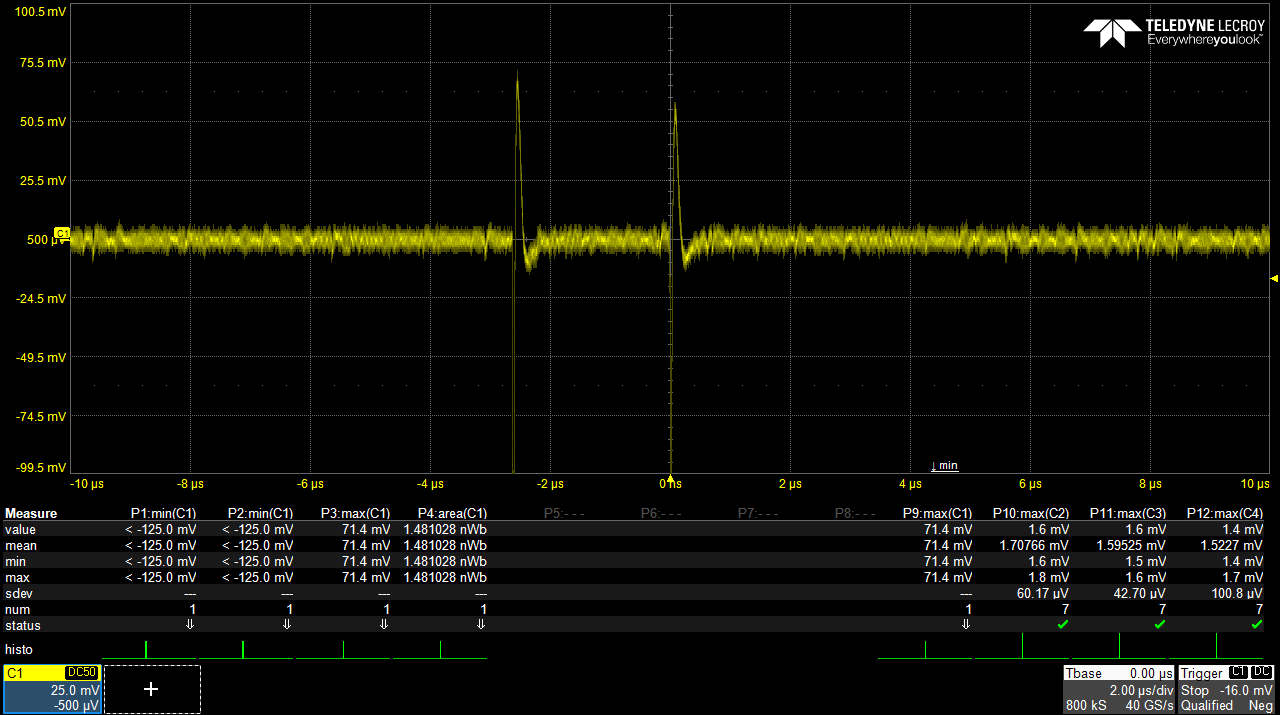 100.5 mV
TELEDYNE LECROY
Everywhereyoulook™
75.5 mV
50.5 mV
25.5 mV
C1
500 µV
-24.5 mV
-49.5 mV
-74.5 mV
-99.5 mV
↓ min
-10 µs -8 µs -6 µs -4 µs -2 µs 0 ns 2 µs 4 µs 6 µs 8 µs 10 µs
Measure P1:min(C1) P2:min(C1) P3:max(C1) P4:area(C1) P5:--- P6:--- P7:--- P8:--- P9:max(C1) P10:max(C2) P11:max(C3) P12:max(C4)
value < -125.0 mV < -125.0 mV 71.4 mV 1.481028 nWb 71.4 mV 1.6 mV 1.6 mV 1.4 mV
mean < -125.0 mV < -125.0 mV 71.4 mV 1.481028 nWb 71.4 mV 1.70766 mV 1.59525 mV 1.5227 mV
min < -125.0 mV < -125.0 mV 71.4 mV 1.481028 nWb 71.4 mV 1.6 mV 1.5 mV 1.4 mV
max < -125.0 mV < -125.0 mV 71.4 mV 1.481028 nWb 71.4 mV 1.8 mV 1.6 mV 1.7 mV
sdev --- --- --- --- --- 60.17 µV 42.70 µV 100.8 µV
num 1 1 1 1 1 7 7 7
status ⇓ ⇓ ⇓ ⇓ ⇓ ✓ ✓ ✓
histo
C1 DC50
25.0 mV
-500 µV
+
Tbase 0.00 µs
2.00 µs/div
800 kS 40 GS/s
Trigger C1 DC
Stop -16.0 mV
Qualified Neg